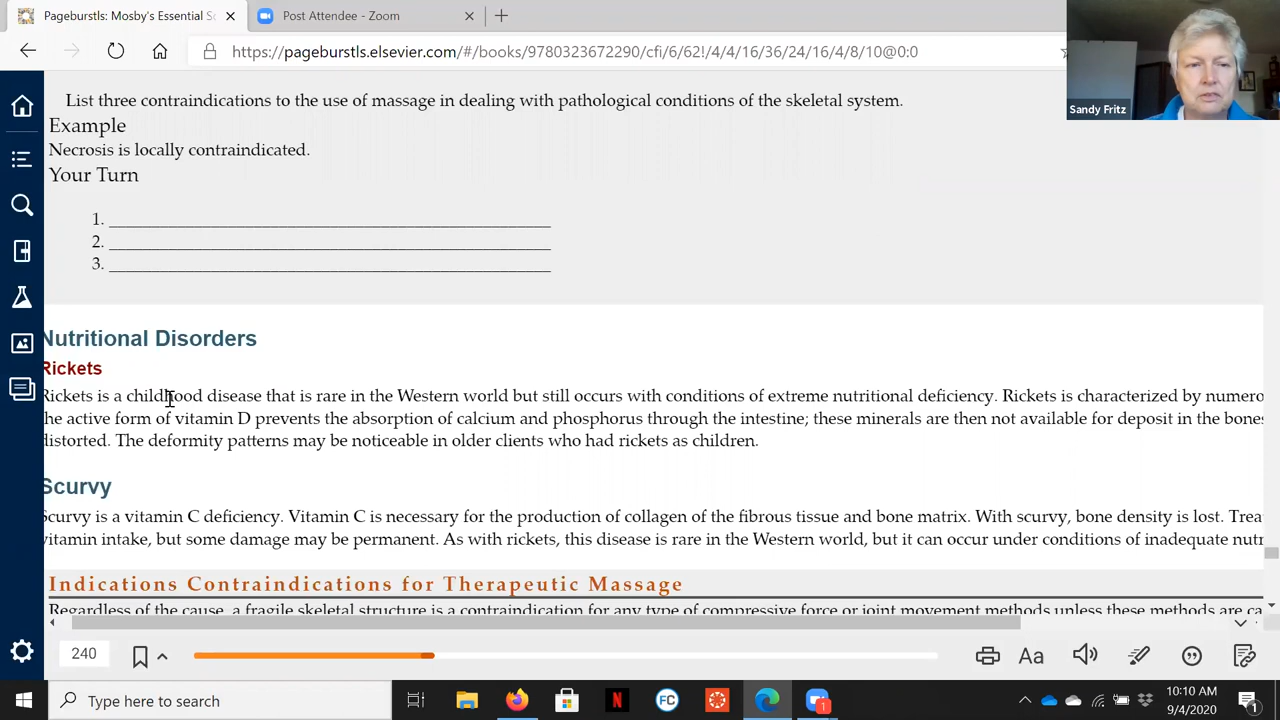 Pageburstls: Mosby's Essential Sc
Post Attendee - Zoom
https://pageburstls.elsevier.com/#/books/9780323672290/cfi/6/62!/4/4/16/36/24/16/4/8/10@0:0
Sandy Fritz
List three contraindications to the use of massage in dealing with pathological conditions of the skeletal system.
Example
Necrosis is locally contraindicated.
Your Turn
1.
2.
3.
Nutritional Disorders
Rickets
Rickets is a childhood disease that is rare in the Western world but still occurs with conditions of extreme nutritional deficiency. Rickets is characterized by numero
the active form of vitamin D prevents the absorption of calcium and phosphorus through the intestine; these minerals are then not available for deposit in the bones
distorted. The deformity patterns may be noticeable in older clients who had rickets as children.
Scurvy
Scurvy is a vitamin C deficiency. Vitamin C is necessary for the production of collagen of the fibrous tissue and bone matrix. With scurvy, bone density is lost. Trea
vitamin intake, but some damage may be permanent. As with rickets, this disease is rare in the Western world, but it can occur under conditions of inadequate nutr
Indications Contraindications for Therapeutic Massage
Regardless of the cause, a fragile skeletal structure is a contraindication for any type of compressive force or joint movement methods unless these methods are ca
240
Aa
Type here to search
N
FC
1
10:10 AM
9/4/2020
1